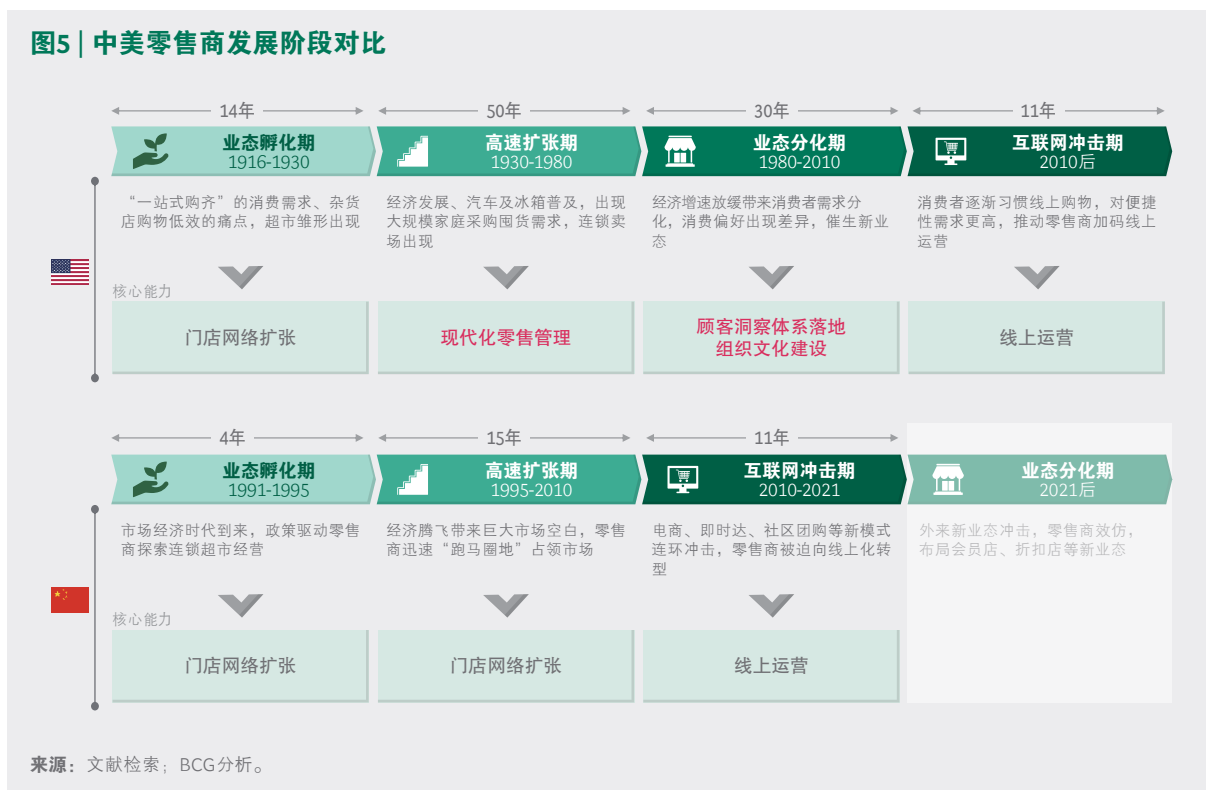 图5 | 中美零售商发展阶段对比
14年
50年
30年
11年
业态孵化期
1916-1930
高速扩张期
1930-1980
业态分化期
1980-2010
互联网冲击期
2010后
“一站式购齐”的消费需求、杂货
店购物低效的痛点，超市雏形出现
经济发展、汽车及冰箱普及，出现
大规模家庭采购囤货需求，连锁卖
场出现
经济增速放缓带来消费者需求分
化，消费偏好出现差异，催生新业
态
消费者逐渐习惯线上购物，对便捷
性需求更高，推动零售商加码线上
运营
核心能力
门店网络扩张
现代化零售管理
顾客洞察体系落地
组织文化建设
线上运营
4年
15年
11年
业态孵化期
1991-1995
高速扩张期
1995-2010
互联网冲击期
2010-2021
业态分化期
2021后
市场经济时代到来，政策驱动零售
商探索连锁超市经营
经济腾飞带来巨大市场空白，零售
商迅速“跑马圈地”占领市场
电商、即时达、社区团购等新模式
连环冲击，零售商被迫向线上化转
型
外来新业态冲击，零售商效仿，
布局会员店、折扣店等新业态
核心能力
门店网络扩张
门店网络扩张
线上运营
来源：文献检索；BCG分析。